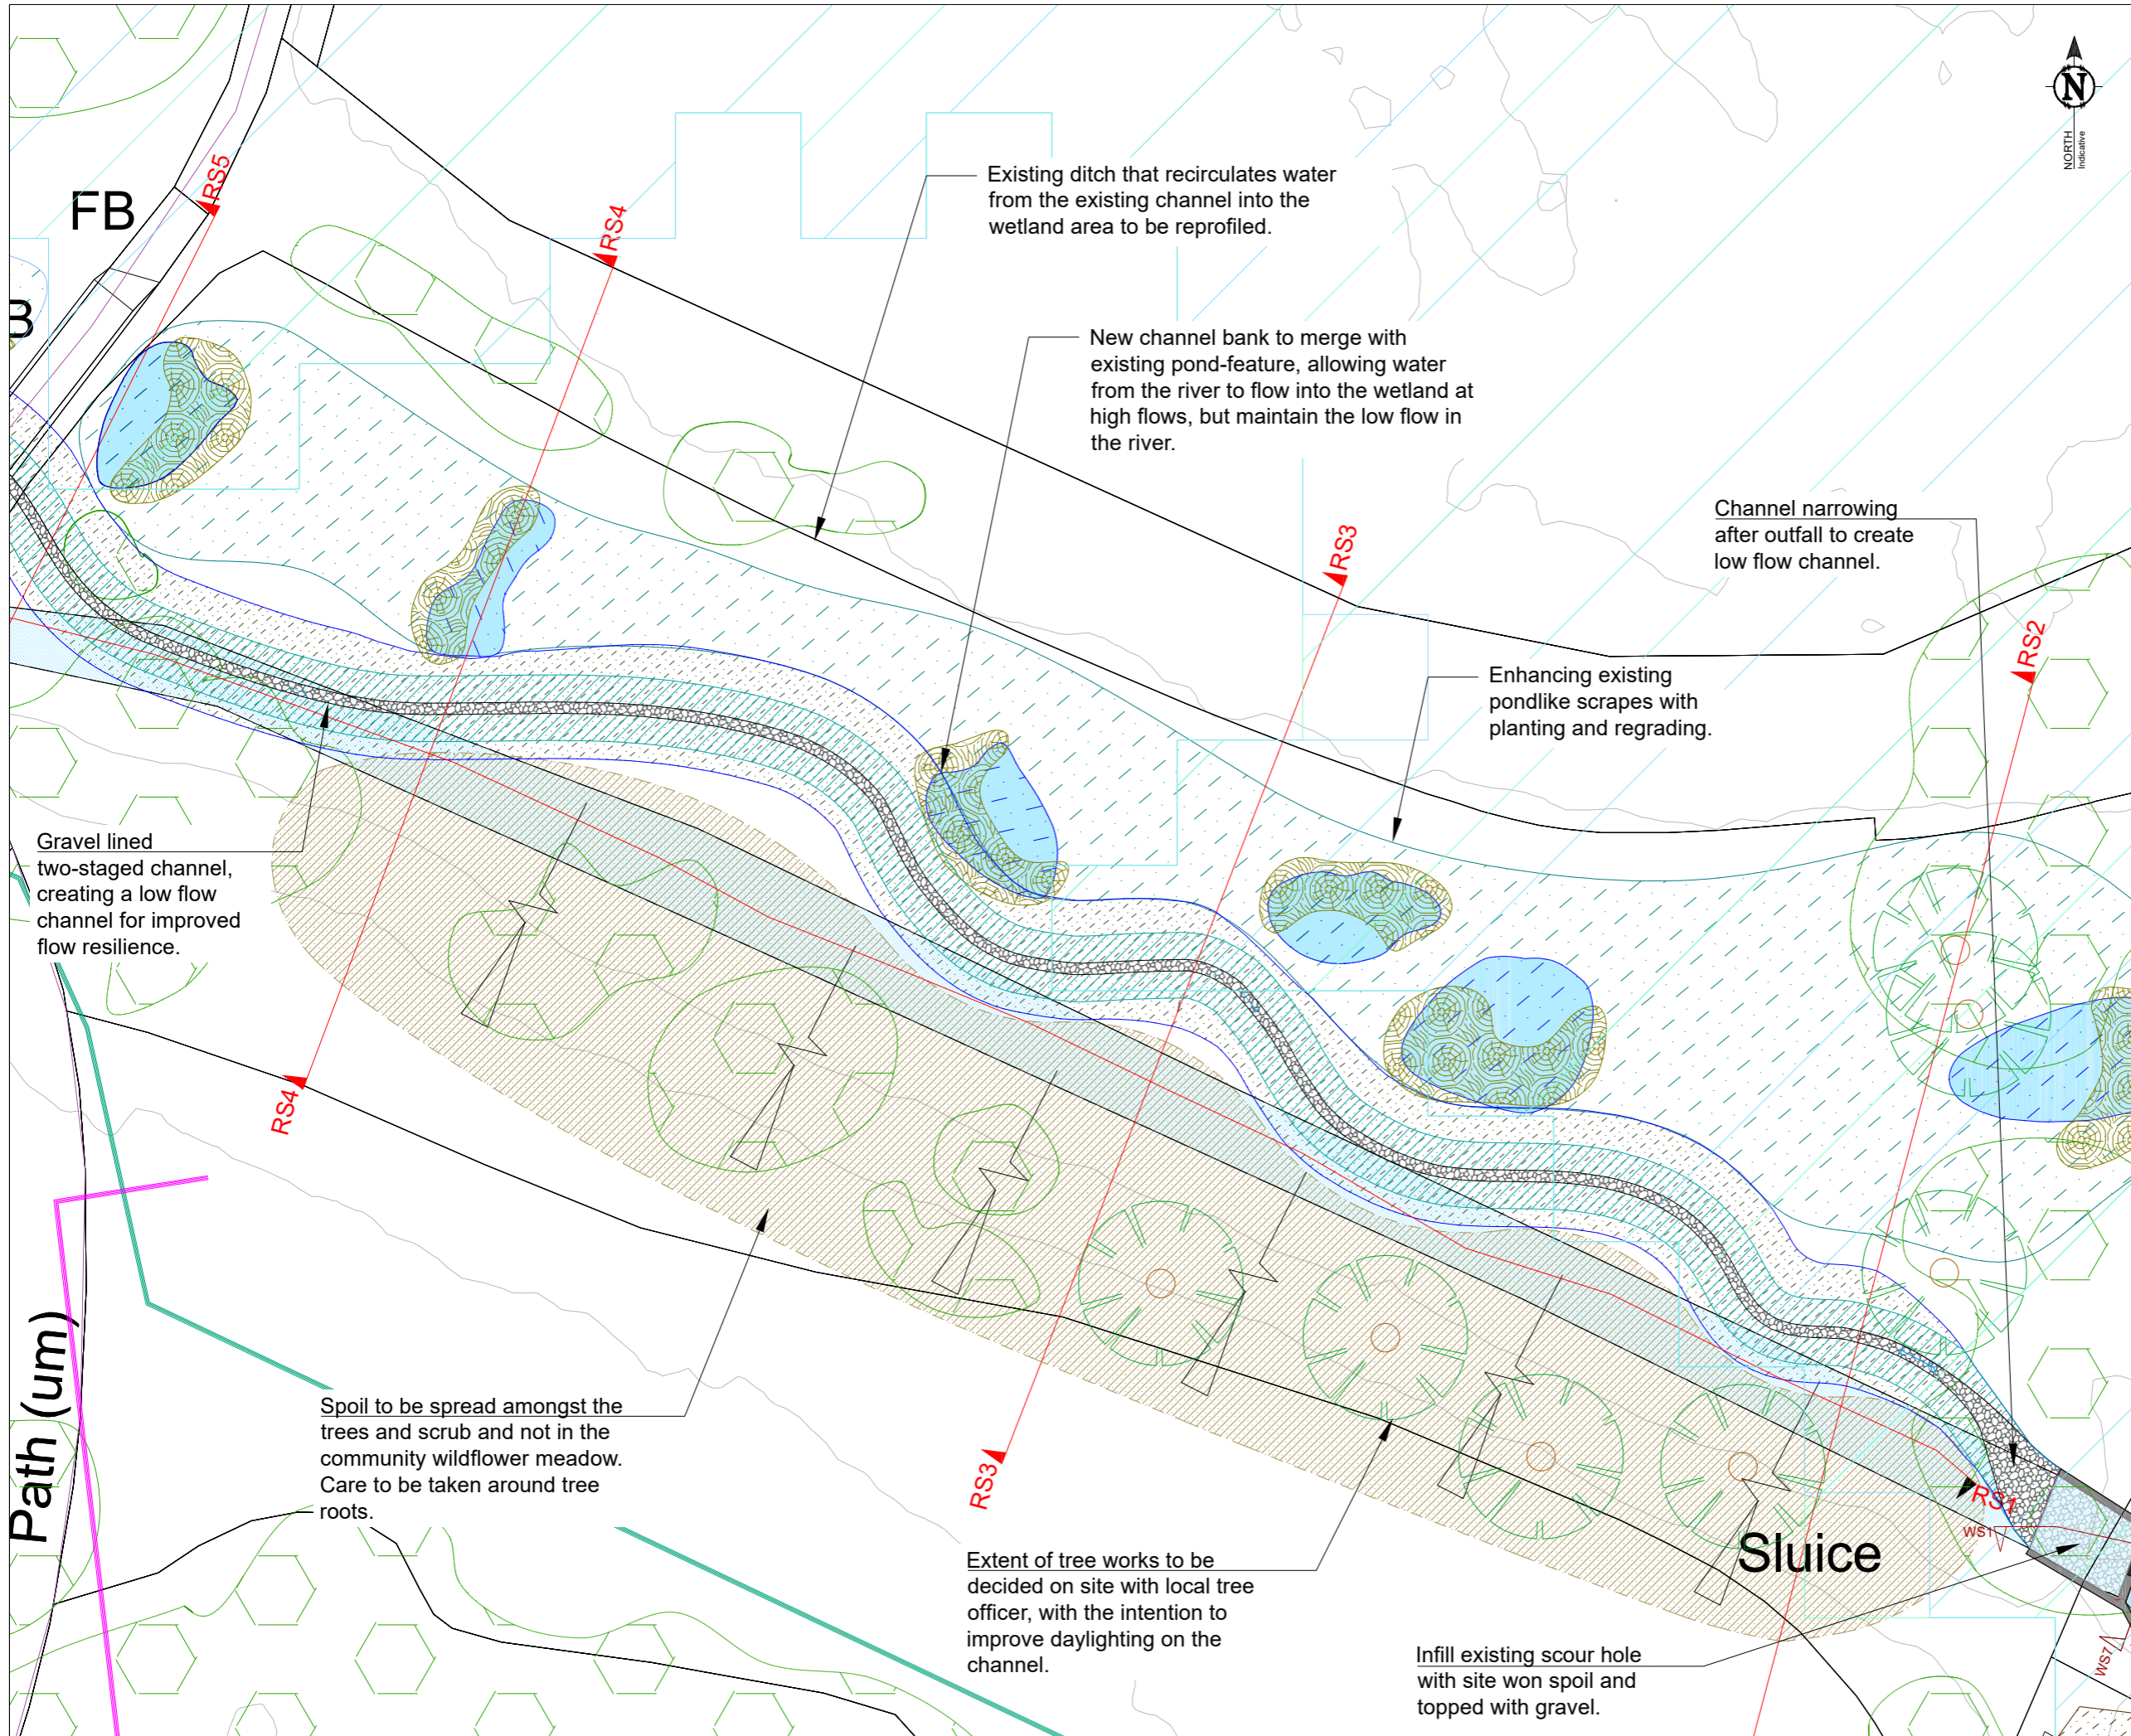 N
NORTH
Indicative
RS5
FB
RS4
Existing ditch that recirculates water
from the existing channel into the
wetland area to be reprofiled.
B
New channel bank to merge with
existing pond-feature, allowing water
from the river to flow into the wetland at
high flows, but maintain the low flow in
the river.
Channel narrowing
after outfall to create
low flow channel.
RS3
RS2
Enhancing existing
pondlike scrapes with
planting and regrading.
Gravel lined
two-staged channel,
creating a low flow
channel for improved
flow resilience.
RS4
Path (um)
Spoil to be spread amongst the
trees and scrub and not in the
community wildflower meadow.
Care to be taken around tree
roots.
RS3
RS1
WS1
Sluice
Extent of tree works to be
decided on site with local tree
officer, with the intention to
improve daylighting on the
channel.
Infill existing scour hole
with site won spoil and
topped with gravel.
WS7